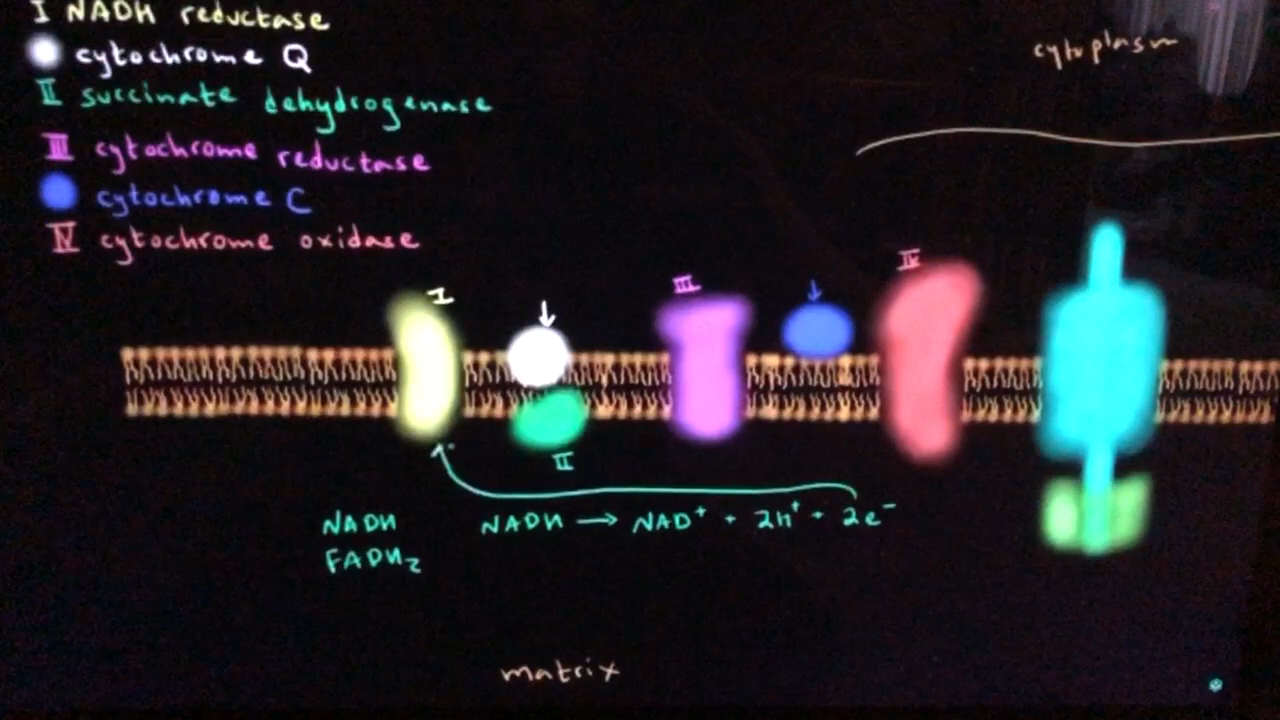 I NADH reductase
cytochrome Q
II succinate dehydrogenase
III cytochrome reductase
cytochrome C
IV cytochrome oxidase
cytoplasm
I
III
IV
II
NADH
FADH₂
NADH → NAD⁺ + 2H⁺ + 2e⁻
matrix